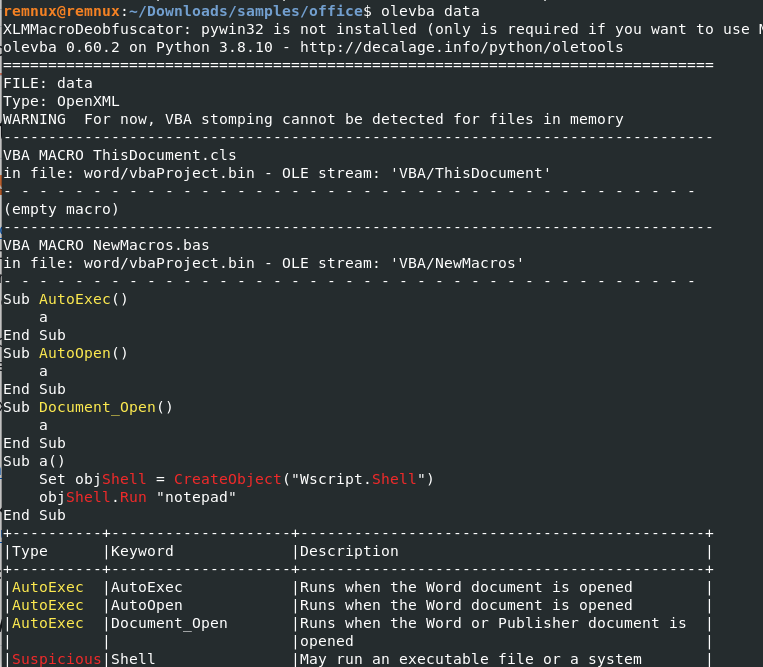 remnux@remnux:~/Downloads/samples/office$ olevba data
XLMMacroDeobfuscator: pywin32 is not installed (only is required if you want to use M
olevba 0.60.2 on Python 3.8.10 - http://decalage.info/python/oletools
===============================================================================
FILE: data
Type: OpenXML
WARNING  For now, VBA stomping cannot be detected for files in memory
-------------------------------------------------------------------------------
VBA MACRO ThisDocument.cls
in file: word/vbaProject.bin - OLE stream: 'VBA/ThisDocument'
- - - - - - - - - - - - - - - - - - - - - - - - - - - - - - - - - - - - - - -
(empty macro)
-------------------------------------------------------------------------------
VBA MACRO NewMacros.bas
in file: word/vbaProject.bin - OLE stream: 'VBA/NewMacros'
- - - - - - - - - - - - - - - - - - - - - - - - - - - - - - - - - - - - - - -
Sub AutoExec()
    a
End Sub
Sub AutoOpen()
    a
End Sub
Sub Document_Open()
    a
End Sub
Sub a()
    Set objShell = CreateObject("Wscript.Shell")
    objShell.Run "notepad"
End Sub
+----------+--------------------+---------------------------------------------+
|Type      |Keyword             |Description                                  |
+----------+--------------------+---------------------------------------------+
|AutoExec  |AutoExec            |Runs when the Word document is opened        |
|AutoExec  |AutoOpen            |Runs when the Word document is opened        |
|AutoExec  |Document_Open       |Runs when the Word or Publisher document is  |
|          |                    |opened                                       |
|Suspicious|Shell               |May run an executable file or a system       |